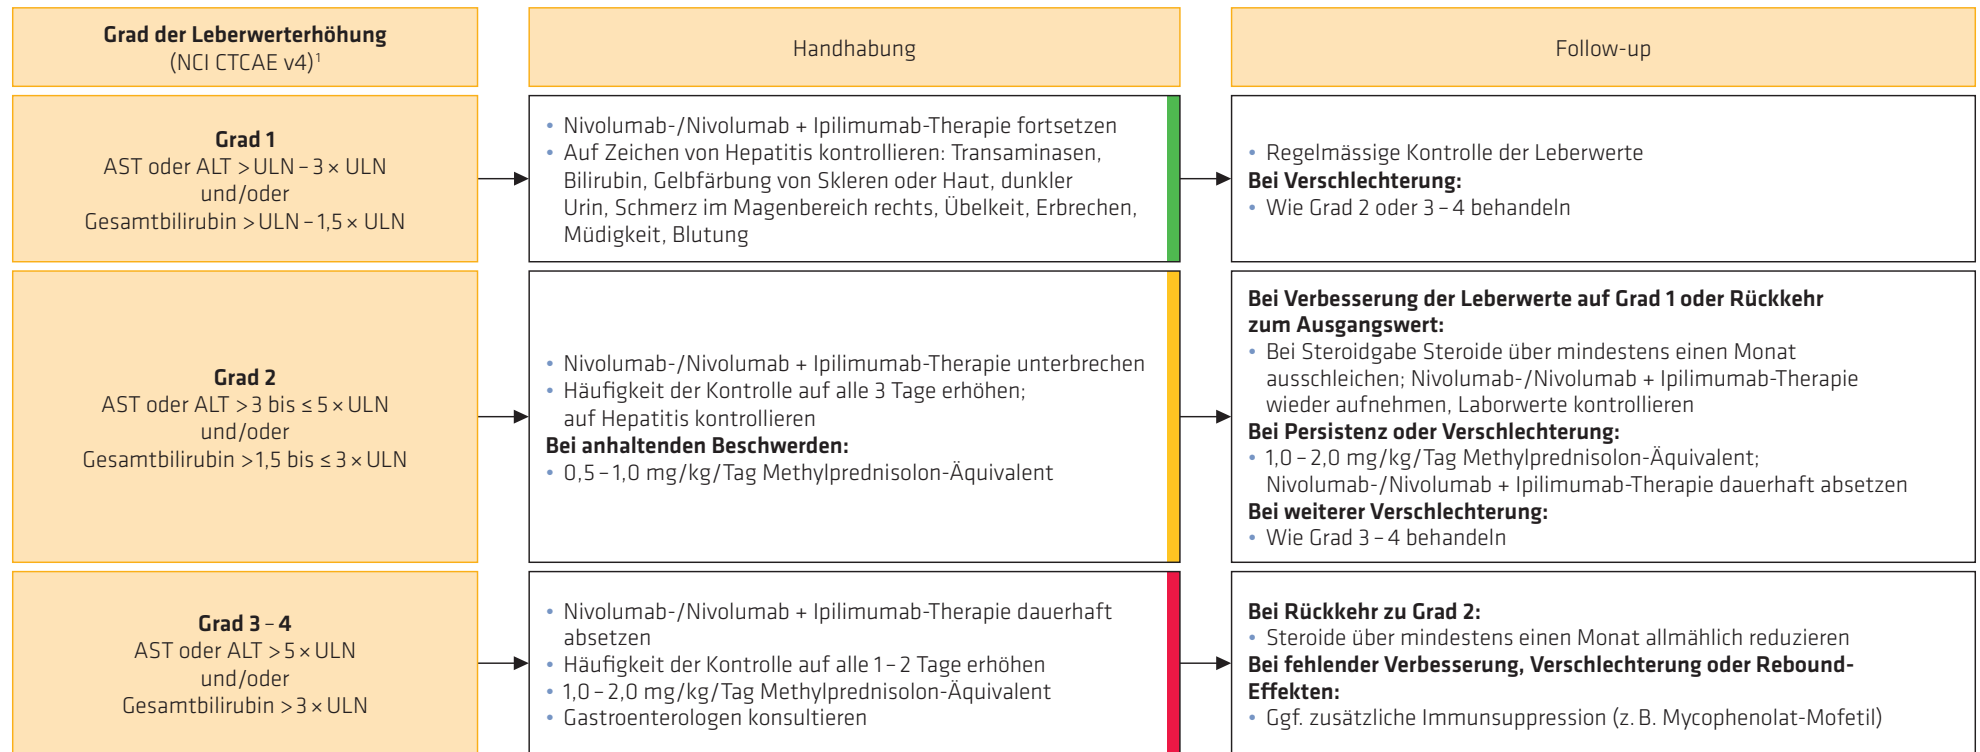 Grad der Leberwerterhöhung
(NCI CTCAE v4)¹
Handhabung
Follow-up
Grad 1
AST oder ALT > ULN – 3 × ULN
und/oder
Gesamtbilirubin > ULN – 1,5 × ULN
• Nivolumab-/Nivolumab + Ipilimumab-Therapie fortsetzen
• Auf Zeichen von Hepatitis kontrollieren: Transaminasen,
Bilirubin, Gelbfärbung von Skleren oder Haut, dunkler
Urin, Schmerz im Magenbereich rechts, Übelkeit, Erbrechen,
Müdigkeit, Blutung
• Regelmässige Kontrolle der Leberwerte
Bei Verschlechterung:
• Wie Grad 2 oder 3 – 4 behandeln
Grad 2
AST oder ALT > 3 bis ≤ 5 × ULN
und/oder
Gesamtbilirubin > 1,5 bis ≤ 3 × ULN
• Nivolumab-/Nivolumab + Ipilimumab-Therapie unterbrechen
• Häufigkeit der Kontrolle auf alle 3 Tage erhöhen;
auf Hepatitis kontrollieren
Bei anhaltenden Beschwerden:
• 0,5 – 1,0 mg/kg/Tag Methylprednisolon-Äquivalent
Bei Verbesserung der Leberwerte auf Grad 1 oder Rückkehr
zum Ausgangswert:
• Bei Steroidgabe Steroide über mindestens einen Monat
ausschleichen; Nivolumab-/Nivolumab + Ipilimumab-Therapie
wieder aufnehmen, Laborwerte kontrollieren
Bei Persistenz oder Verschlechterung:
• 1,0 – 2,0 mg/kg/Tag Methylprednisolon-Äquivalent;
Nivolumab-/Nivolumab + Ipilimumab-Therapie dauerhaft absetzen
Bei weiterer Verschlechterung:
• Wie Grad 3 – 4 behandeln
Grad 3 – 4
AST oder ALT > 5 × ULN
und/oder
Gesamtbilirubin > 3 × ULN
• Nivolumab-/Nivolumab + Ipilimumab-Therapie dauerhaft
absetzen
• Häufigkeit der Kontrolle auf alle 1 – 2 Tage erhöhen
• 1,0 – 2,0 mg/kg/Tag Methylprednisolon-Äquivalent
• Gastroenterologen konsultieren
Bei Rückkehr zu Grad 2:
• Steroide über mindestens einen Monat allmählich reduzieren
Bei fehlender Verbesserung, Verschlechterung oder Rebound-
Effekten:
• Ggf. zusätzliche Immunsuppression (z. B. Mycophenolat-Mofetil)